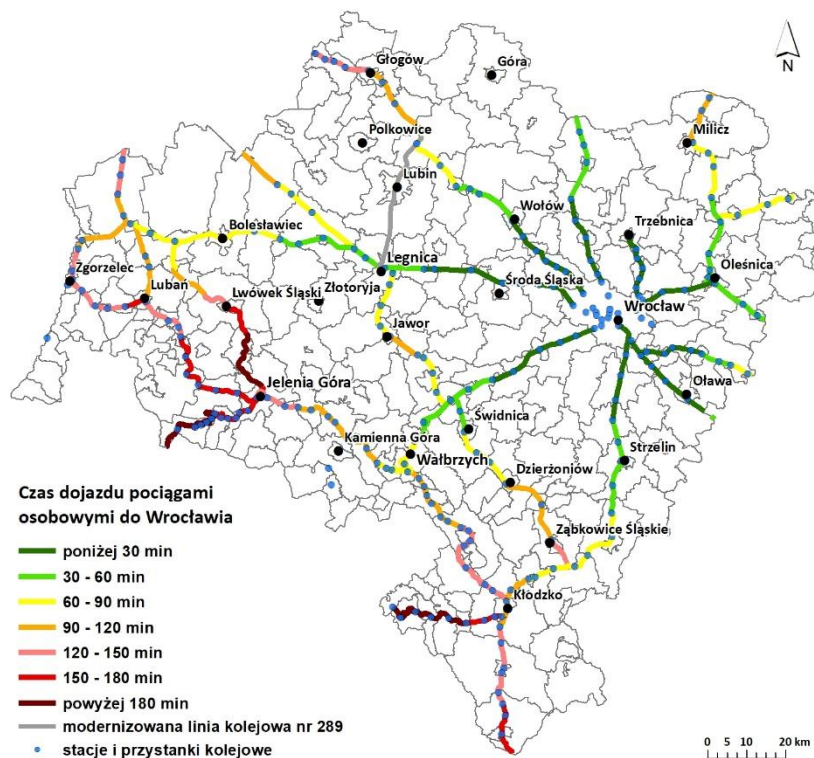 Głogów
Góra
N
Polkowice
Milicz
Lubin
Wołów
Trzebnica
Bolesławiec
Legnica
Oleśnica
Zgorzelec
Lubań
Lwówek Śląski
Złotoryja
Środa Śląska
Wrocław
Jawor
Jelenia Góra
Oława
Świdnica
Kamienna Góra
Wałbrzych
Strzelin
Dzierżoniów
Ząbkowice Śląskie
Kłodzko
Czas dojazdu pociągami
osobowymi do Wrocławia
poniżej 30 min
30 - 60 min
60 - 90 min
90 - 120 min
120 - 150 min
150 - 180 min
powyżej 180 min
modernizowana linia kolejowa nr 289
stacje i przystanki kolejowe
0 5 10 20 km